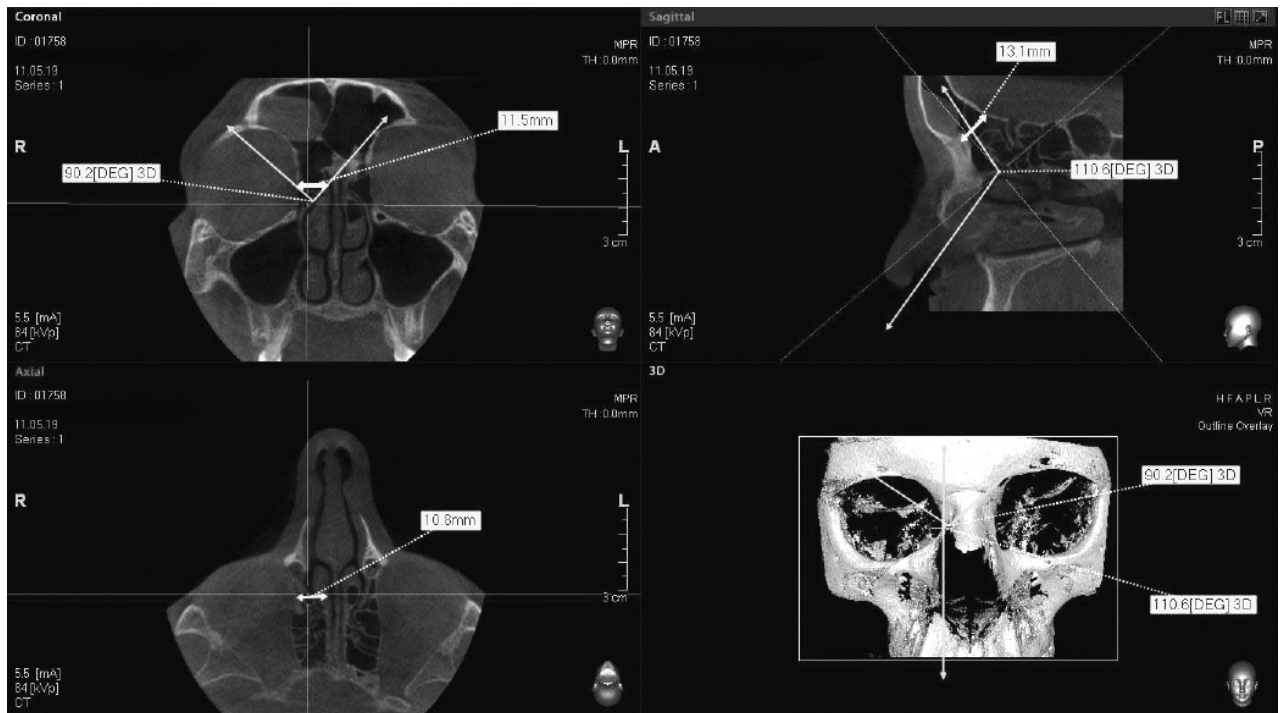 Coronal
ID : 01758
11.05.19
Series : 1
MPR
TH : 0.0mm
R
L
11.5mm
90.2[DEG] 3D
3 cm
5.5 [mA]
84 [kVp]
CT
Sagittal
FL
ID : 01758
11.05.19
Series : 1
MPR
TH : 0.0mm
13.1mm
A
P
110.6[DEG] 3D
3 cm
5.5 [mA]
84 [kVp]
CT
Axial
ID : 01758
11.05.19
Series : 1
MPR
TH : 0.0mm
R
L
10.8mm
3 cm
5.5 [mA]
84 [kVp]
CT
3D
H F A P L R
VR
Outline Overlay
90.2[DEG] 3D
110.6[DEG] 3D